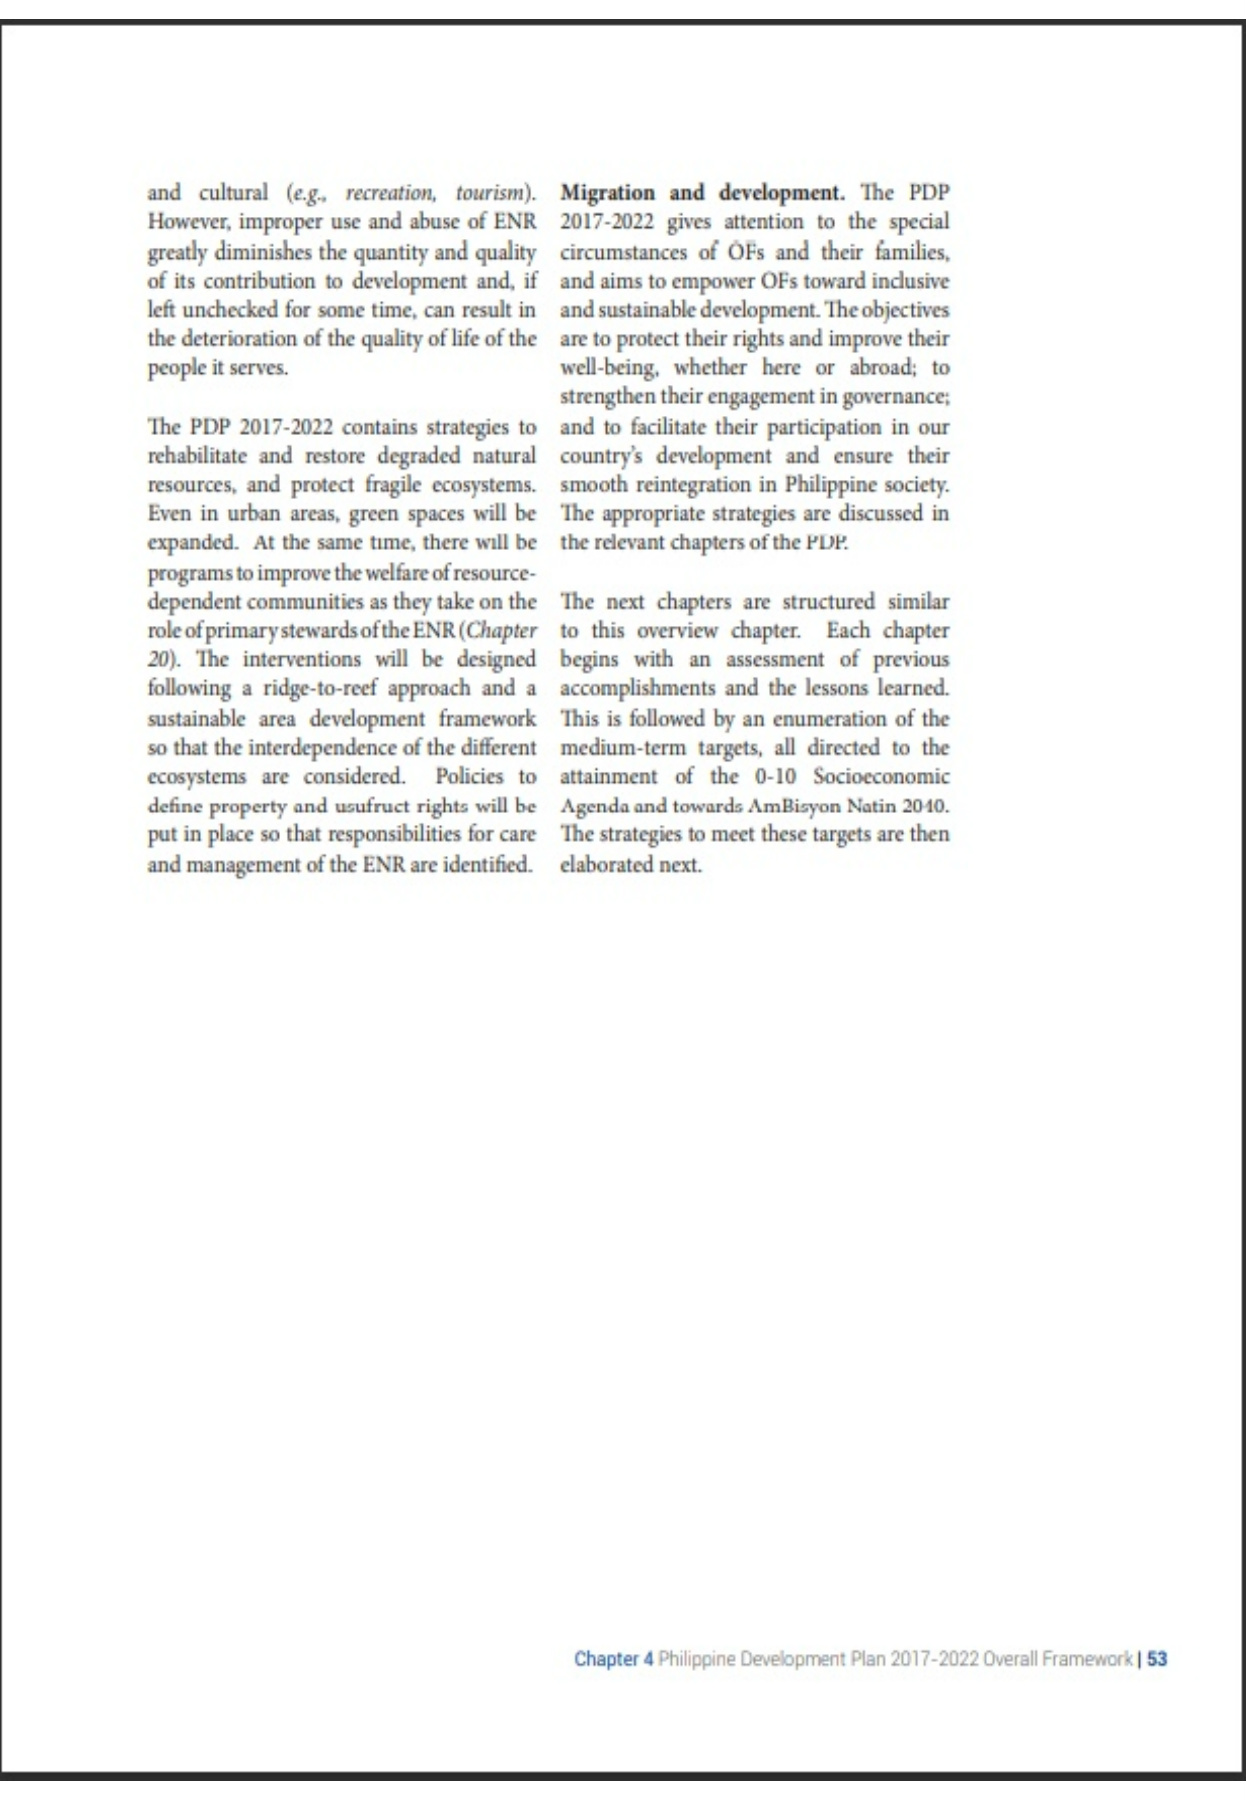 and cultural (e.g., recreation, tourism).
However, improper use and abuse of ENR
greatly diminishes the quantity and quality
of its contribution to development and, if
left unchecked for some time, can result in
the deterioration of the quality of life of the
people it serves.
The PDP 2017-2022 contains strategies to
rehabilitate and restore degraded natural
resources, and protect fragile ecosystems.
Even in urban areas, green spaces will be
expanded. At the same time, there will be
programs to improve the welfare of resource-
dependent communities as they take on the
role of primary stewards of the ENR (Chapter
20). The interventions will be designed
following a ridge-to-reef approach and a
sustainable area development framework
so that the interdependence of the different
ecosystems are considered. Policies to
define property and usufruct rights will be
put in place so that responsibilities for care
and management of the ENR are identified.
Migration and development. The PDP
2017-2022 gives attention to the special
circumstances of OFs and their families,
and aims to empower OFs toward inclusive
and sustainable development. The objectives
are to protect their rights and improve their
well-being, whether here or abroad; to
strengthen their engagement in governance;
and to facilitate their participation in our
country's development and ensure their
smooth reintegration in Philippine society.
The appropriate strategies are discussed in
the relevant chapters of the PDP.
The next chapters are structured similar
to this overview chapter. Each chapter
begins with an assessment of previous
accomplishments and the lessons learned.
This is followed by an enumeration of the
medium-term targets, all directed to the
attainment of the 0-10 Socioeconomic
Agenda and towards AmBisyon Natin 2040.
The strategies to meet these targets are then
elaborated next.
Chapter 4 Philippine Development Plan 2017-2022 Overall Framework | 53